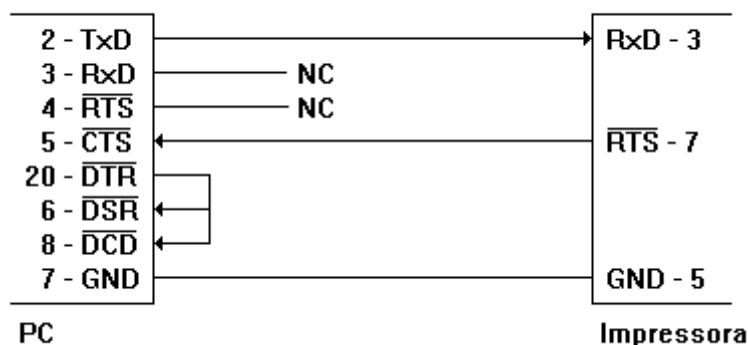 2 - TxD RxD - 3
3 - RxD NC
4 - RTS NC
5 - CTS RTS - 7
20 - DTR
6 - DSR
8 - DCD
7 - GND GND - 5
PC Impressora